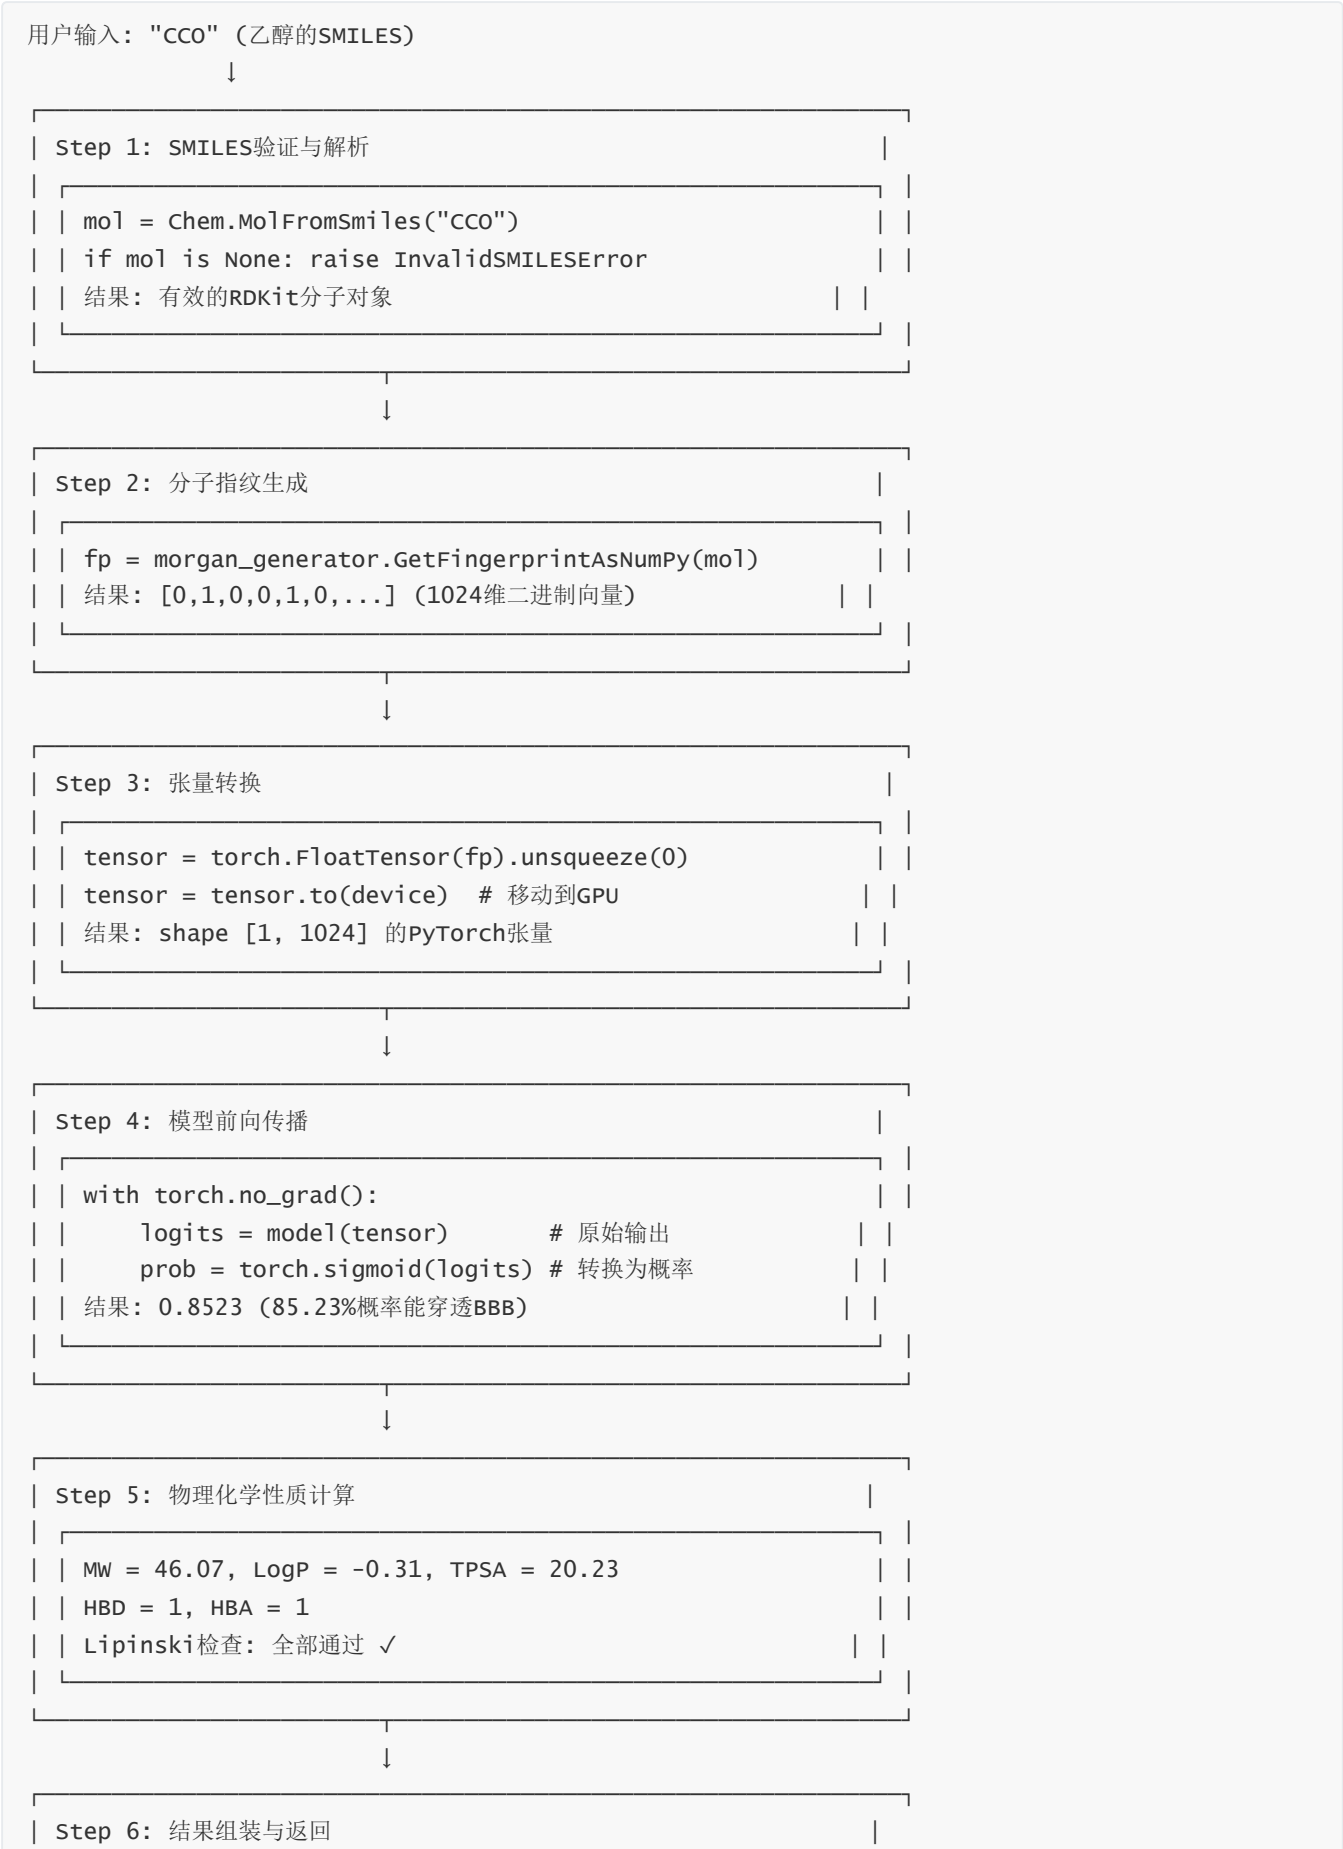 用户输入: "CCO" (乙醇的SMILES)
↓
Step 1: SMILES验证与解析
mol = Chem.MolFromSmiles("CCO")
if mol is None: raise InvalidSMILESError
结果: 有效的RDKit分子对象
↓
Step 2: 分子指纹生成
fp = morgan_generator.GetFingerprintAsNumPy(mol)
结果: [0,1,0,0,1,0,...] (1024维二进制向量)
↓
Step 3: 张量转换
tensor = torch.FloatTensor(fp).unsqueeze(0)
tensor = tensor.to(device)  # 移动到GPU
结果: shape [1, 1024] 的PyTorch张量
↓
Step 4: 模型前向传播
with torch.no_grad():
    logits = model(tensor)       # 原始输出
    prob = torch.sigmoid(logits) # 转换为概率
结果: 0.8523 (85.23%概率能穿透BBB)
↓
Step 5: 物理化学性质计算
MW = 46.07, LogP = -0.31, TPSA = 20.23
HBD = 1, HBA = 1
Lipinski检查: 全部通过 ✓
↓
Step 6: 结果组装与返回